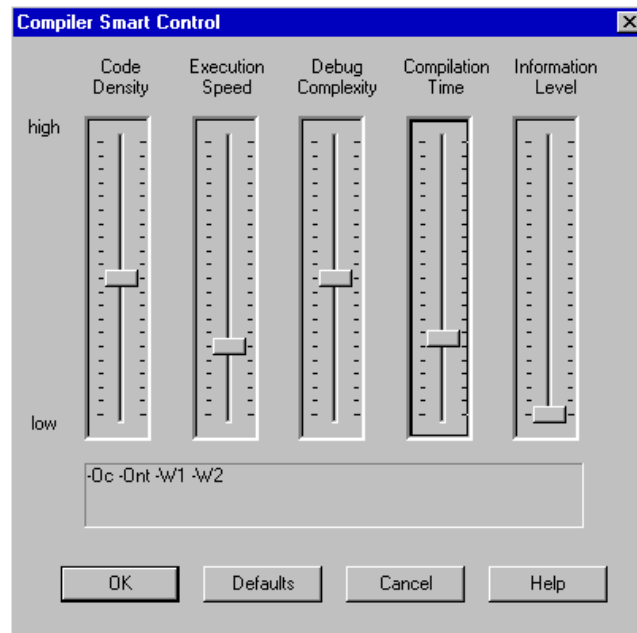 Compiler Smart Control
Code Density
Execution Speed
Debug Complexity
Compilation Time
Information Level
high
low
-Oc -Ont -W1 -W2
OK
Defaults
Cancel
Help